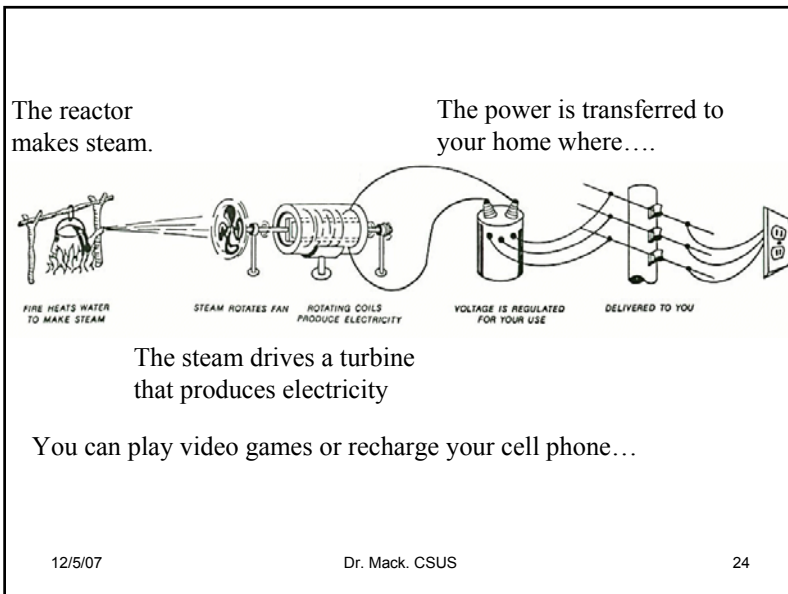 The reactor
makes steam.
The power is transferred to
your home where….
FIRE HEATS WATER
TO MAKE STEAM
STEAM ROTATES FAN
ROTATING COILS
PRODUCE ELECTRICITY
VOLTAGE IS REGULATED
FOR YOUR USE
DELIVERED TO YOU
The steam drives a turbine
that produces electricity
You can play video games or recharge your cell phone…
12/5/07
Dr. Mack. CSUS
24